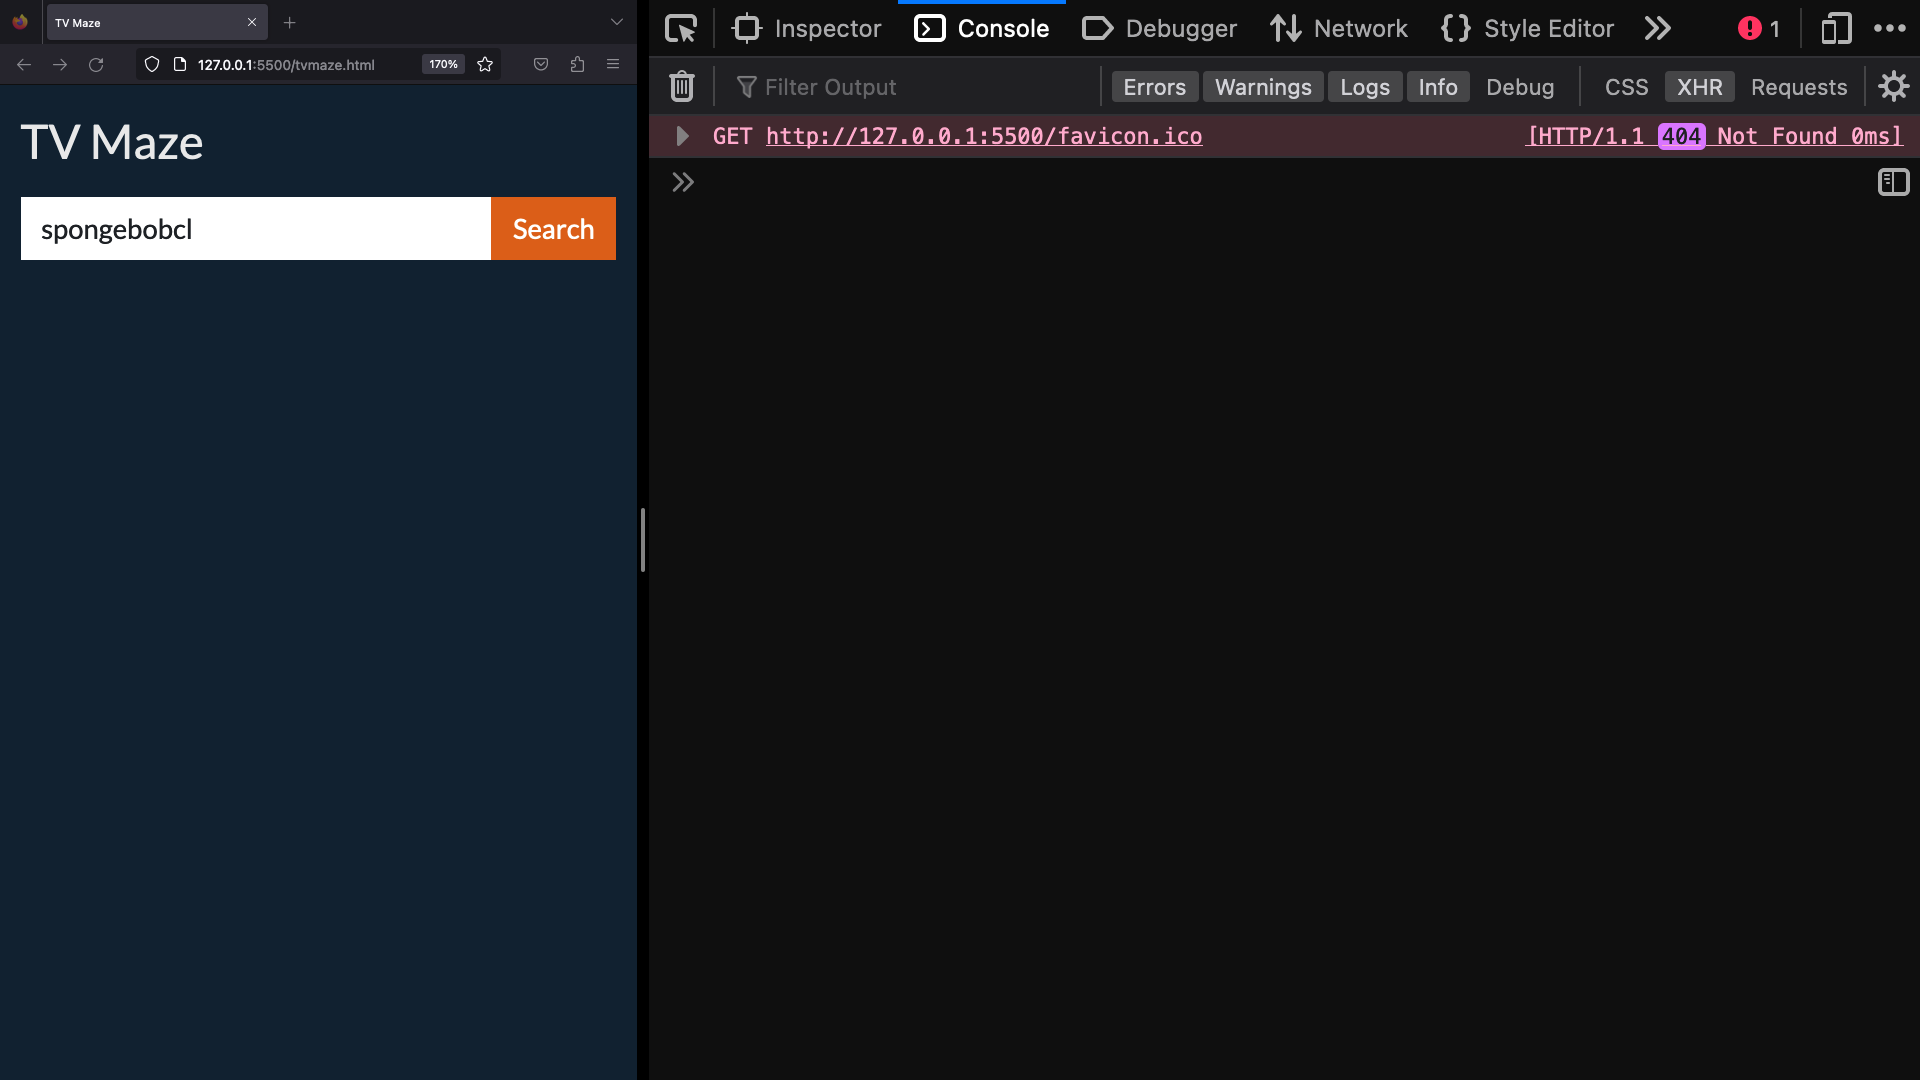 TV Maze
127.0.0.1:5500/tvmaze.html
170%
TV Maze
spongebobcl
Search
Inspector
Console
Debugger
Network
Style Editor
1
Filter Output
Errors
Warnings
Logs
Info
Debug
CSS
XHR
Requests
GET http://127.0.0.1:5500/favicon.ico
[HTTP/1.1 404 Not Found 0ms]